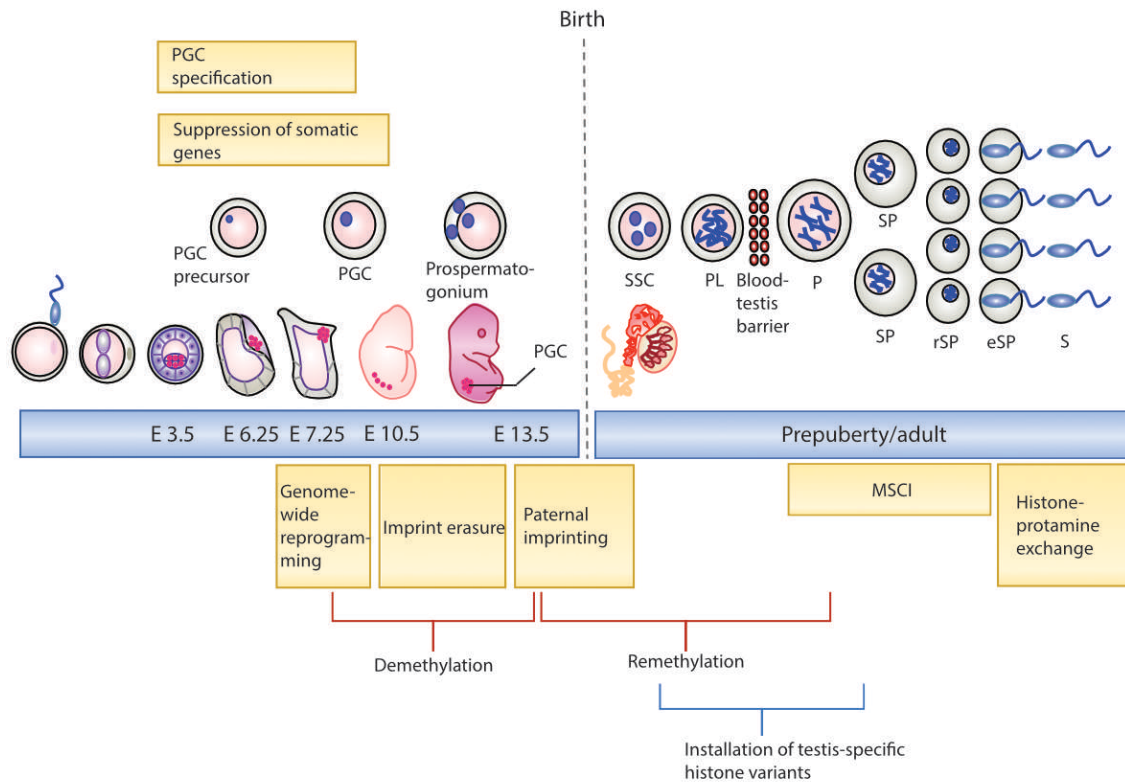 Birth
PGC
specification
Suppression of somatic
genes
PGC
precursor
PGC
Prospermato-
gonium
SSC
PL
Blood-
testis
barrier
P
SP
SP
rSP
eSP
S
PGC
E 3.5
E 6.25
E 7.25
E 10.5
E 13.5
Prepuberty/adult
Genome-
wide
reprogram-
ming
Imprint erasure
Paternal
imprinting
MSCI
Histone-
protamine
exchange
Demethylation
Remethylation
Installation of testis-specific
histone variants